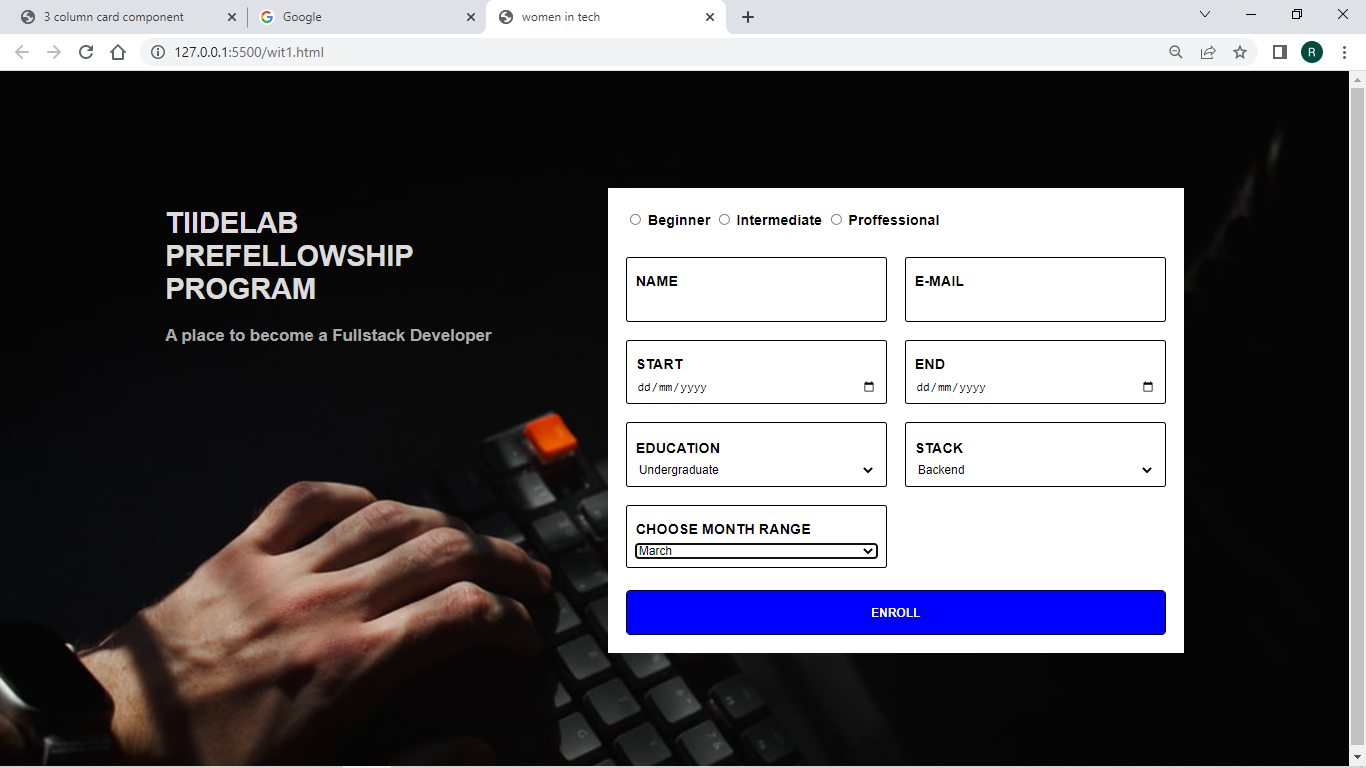 3 column card component
Google
women in tech
127.0.0.1:5500/wit1.html
R
TIIDELAB
PREFELLOWSHIP
PROGRAM
A place to become a Fullstack Developer
Beginner Intermediate Proffessional
NAME E-MAIL
START END
dd/mm/yyyy dd/mm/yyyy
EDUCATION STACK
Undergraduate Backend
CHOOSE MONTH RANGE
March
ENROLL